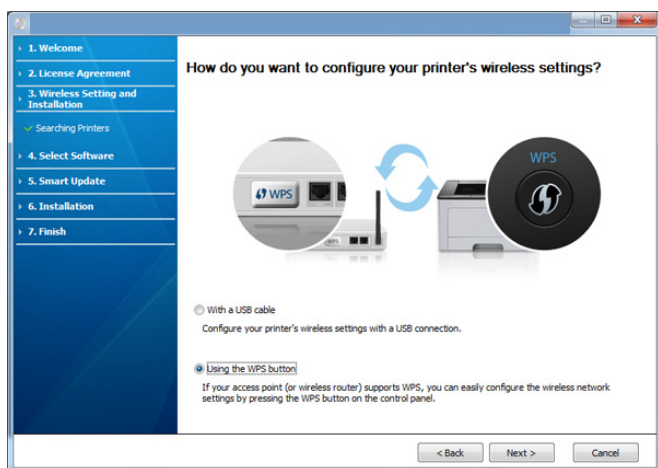 1. Welcome
2. License Agreement
3. Wireless Setting and
Installation
Searching Printers
4. Select Software
5. Smart Update
6. Installation
7. Finish
How do you want to configure your printer's wireless settings?
WPS
WPS
WPS
With a USB cable
Configure your printer's wireless settings with a USB connection.
Using the WPS button
If your access point (or wireless router) supports WPS, you can easily configure the wireless network
settings by pressing the WPS button on the control panel.
< Back
Next >
Cancel